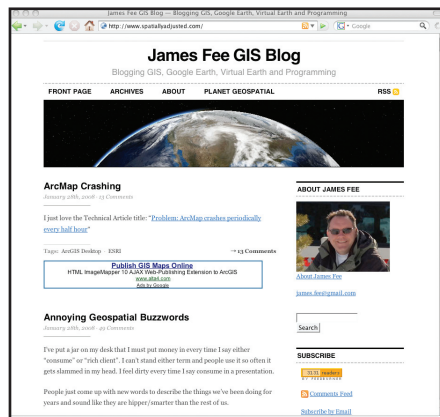 James Fee GIS Blog — Blogging GIS, Google Earth, Virtual Earth and Programming
http://www.spatiallyadjusted.com/
Google
James Fee GIS Blog
Blogging GIS, Google Earth, Virtual Earth and Programming
FRONT PAGE ARCHIVES ABOUT PLANET GEOSPATIAL RSS
ArcMap Crashing
January 28th, 2008 · 13 Comments
I just love the Technical Article title: “Problem: ArcMap crashes periodically
every half hour”
Tags: ArcGIS Desktop · ESRI → 13 Comments
Publish GIS Maps Online
HTML ImageMapper 10 AJAX Web-Publishing Extension to ArcGIS
www.alta4.com
Ads by Google
Annoying Geospatial Buzzwords
January 28th, 2008 · 49 Comments
I’ve put a jar on my desk that I must put money in every time I say either
“consume” or “rich client”. I can’t stand either term and people use it so often it
gets slammed in my head. I feel dirty every time I say consume in a presentation.
People just come up with new words to describe the things we’ve been doing for
years and sound like they are hipper/smarter than the rest of us.
ABOUT JAMES FEE
About James Fee
james.fee@gmail.com
Search
SUBSCRIBE
readers
BY FEEDBURNER
Comments Feed
Subscribe by Email